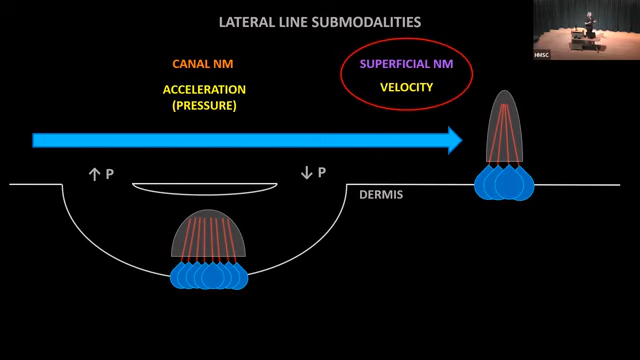 LATERAL LINE SUBMODALITIES
HMSC
CANAL NM
ACCELERATION
(PRESSURE)
SUPERFICIAL NM
VELOCITY
↑ P
↓ P
DERMIS